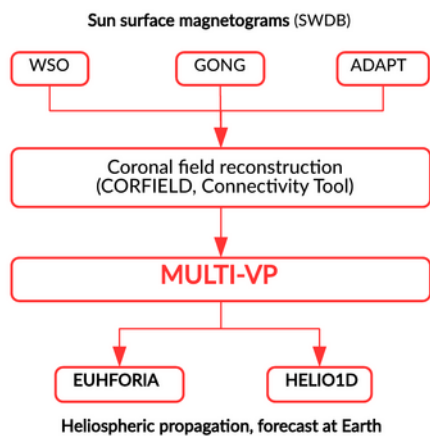 Sun surface magnetograms (SWDB)
WSO GONG ADAPT
Coronal field reconstruction
(CORFIELD, Connectivity Tool)
MULTI-VP
EUHFORIA HELIO1D
Heliospheric propagation, forecast at Earth